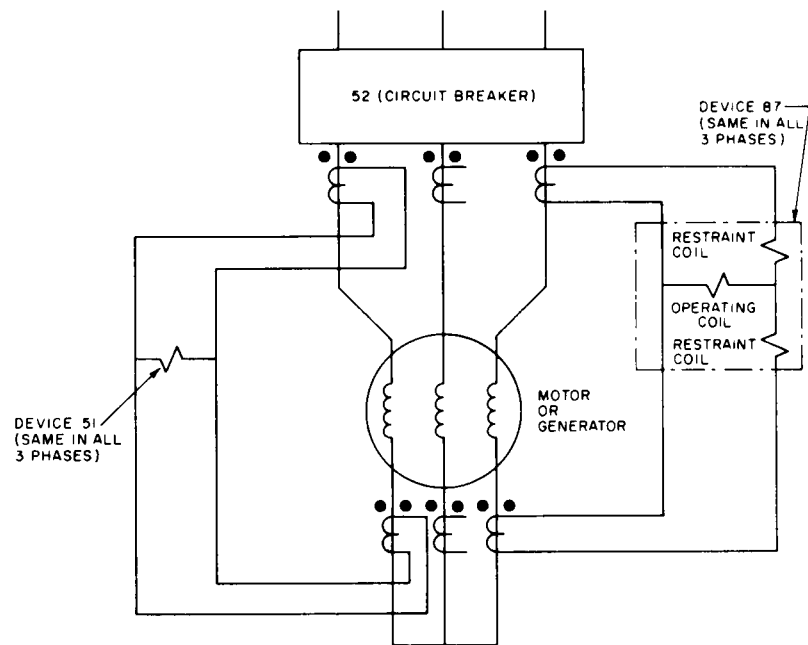 52 (CIRCUIT BREAKER)
DEVICE 87
(SAME IN ALL
3 PHASES)
RESTRAINT
COIL
OPERATING
COIL
RESTRAINT
COIL
MOTOR
OR
GENERATOR
DEVICE 51
(SAME IN ALL
3 PHASES)